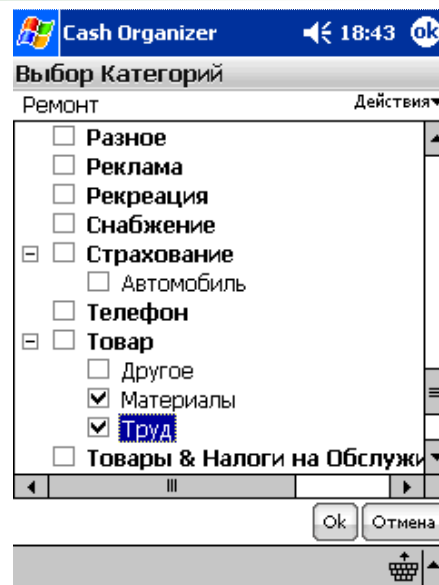 Cash Organizer 18:43 ok
Выбор Категорий
Ремонт Действия
Разное
Реклама
Рекреация
Снабжение
Страхование
Автомобиль
Телефон
Товар
Другое
Материалы
Труд
Товары & Налоги на Обслужи
Ok Отмена